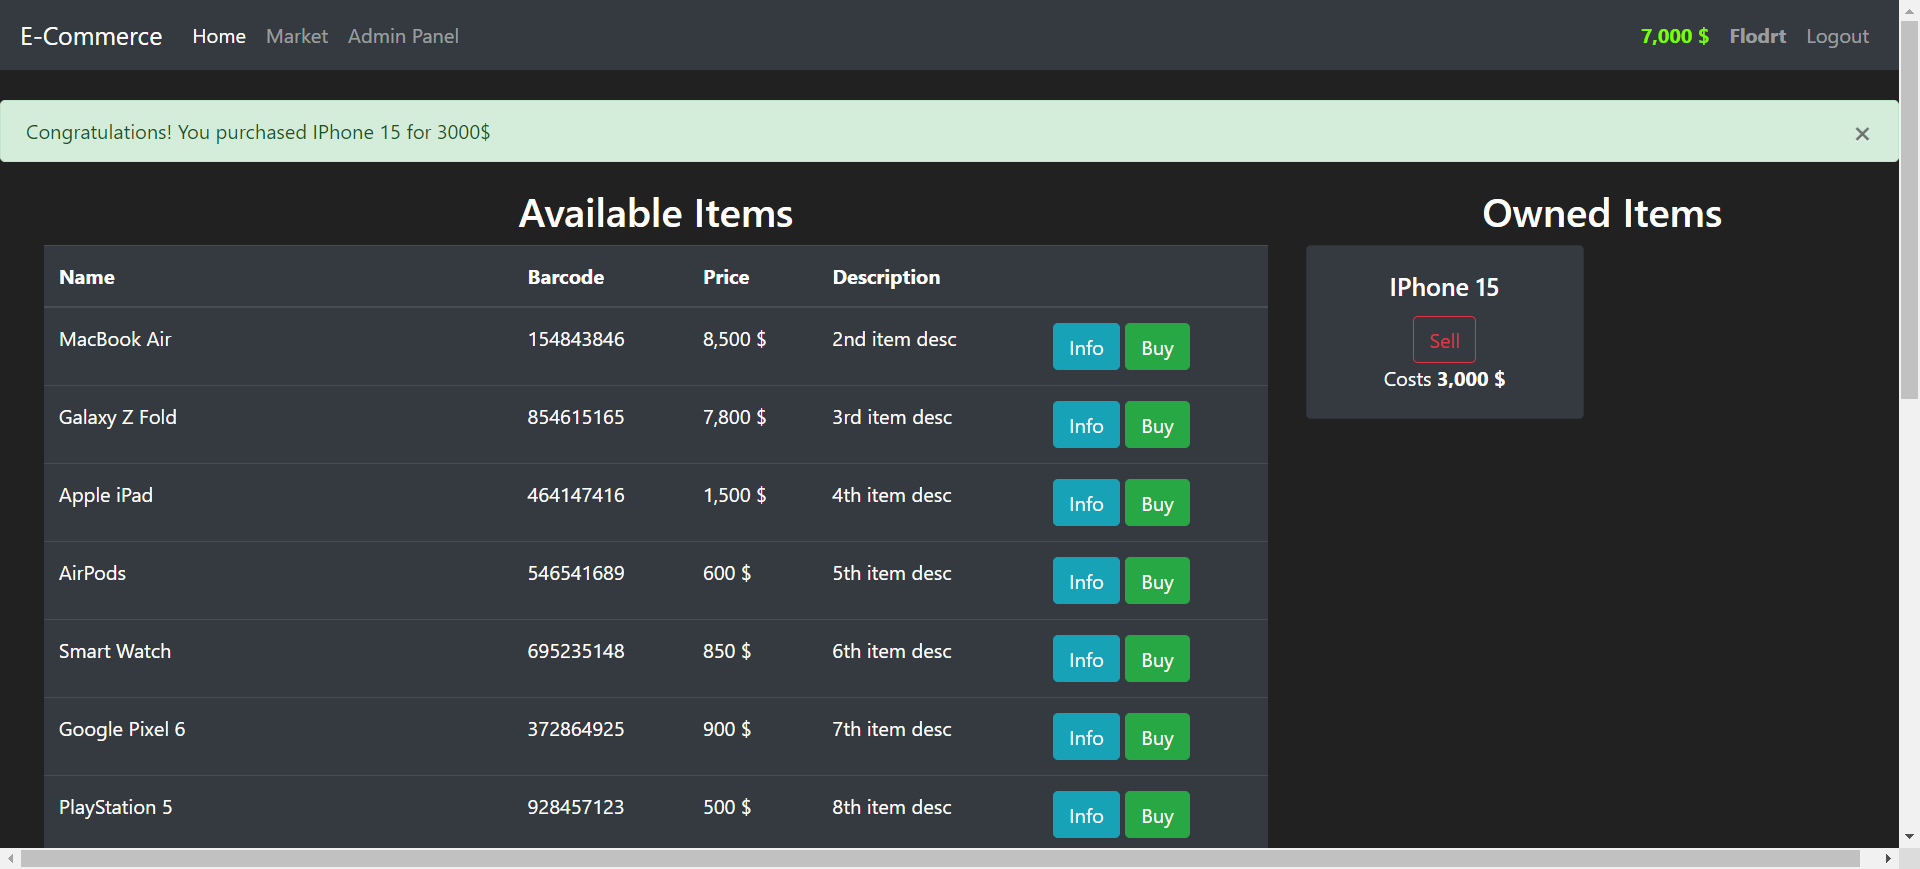 E-Commerce Home Market Admin Panel 7,000 $ Flodrt Logout
Congratulations! You purchased IPhone 15 for 3000$ ×
Available Items
Name Barcode Price Description
MacBook Air 154843846 8,500 $ 2nd item desc Info Buy
Galaxy Z Fold 854615165 7,800 $ 3rd item desc Info Buy
Apple iPad 464147416 1,500 $ 4th item desc Info Buy
AirPods 546541689 600 $ 5th item desc Info Buy
Smart Watch 695235148 850 $ 6th item desc Info Buy
Google Pixel 6 372864925 900 $ 7th item desc Info Buy
PlayStation 5 928457123 500 $ 8th item desc Info Buy
Owned Items
IPhone 15
Sell
Costs 3,000 $